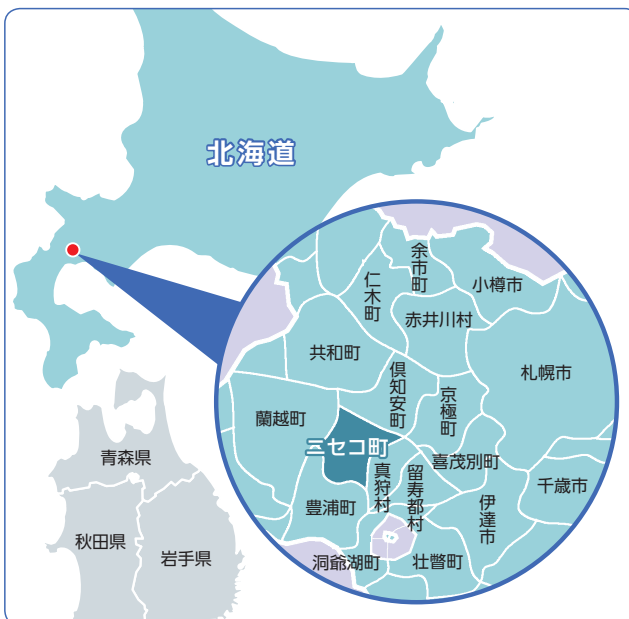 北海道
余市町
小樽市
仁木町
赤井川村
共和町
札幌市
倶知安町
京極町
蘭越町
ニセコ町
喜茂別町
真狩村
留寿都村
千歳市
豊浦町
伊達市
洞爺湖町
壮瞥町
青森県
秋田県
岩手県